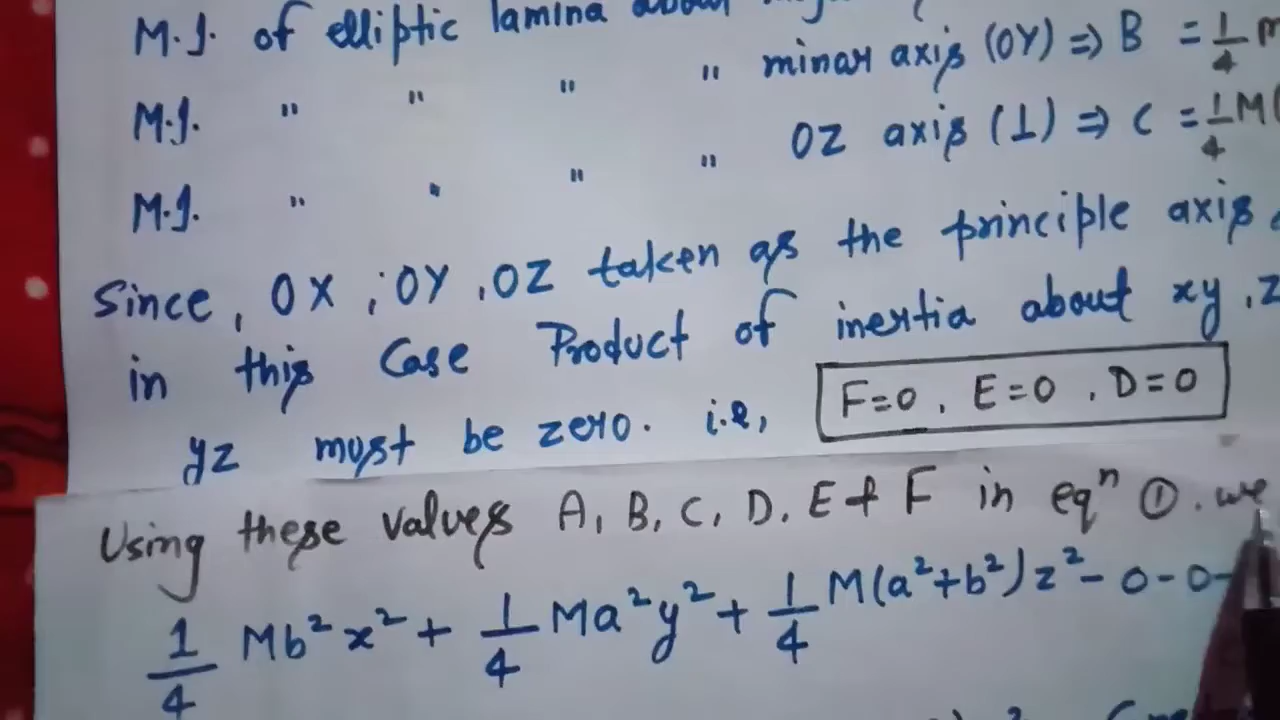 M.I. of elliptic lamina about
M.I. " " " " minar axis (OY) => B = 1/4 M
M.I. " " " " OZ axis (⊥) => C = 1/4 M(
Since, OX , OY , OZ taken as the principle axis
in this Case Product of inertia about xy , z
yz must be zero. i.e, F=0 , E=0 , D=0
Using these values A, B, C, D, E & F in eqⁿ ①. we
1/4 Mb²x² + 1/4 Ma²y² + 1/4 M(a²+b²)z² - 0 - 0 -